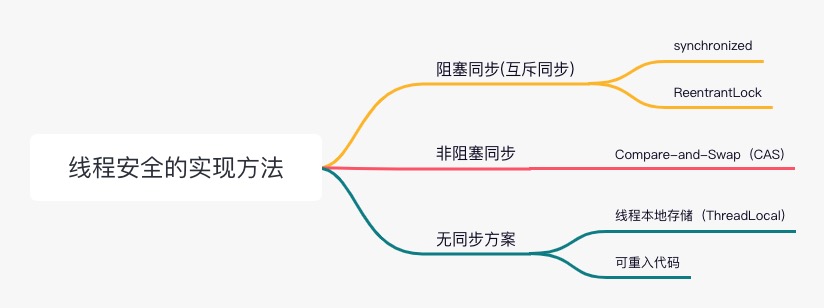 线程安全的实现方法
阻塞同步(互斥同步)
synchronized
ReentrantLock
非阻塞同步
Compare-and-Swap（CAS）
无同步方案
线程本地存储（ThreadLocal）
可重入代码